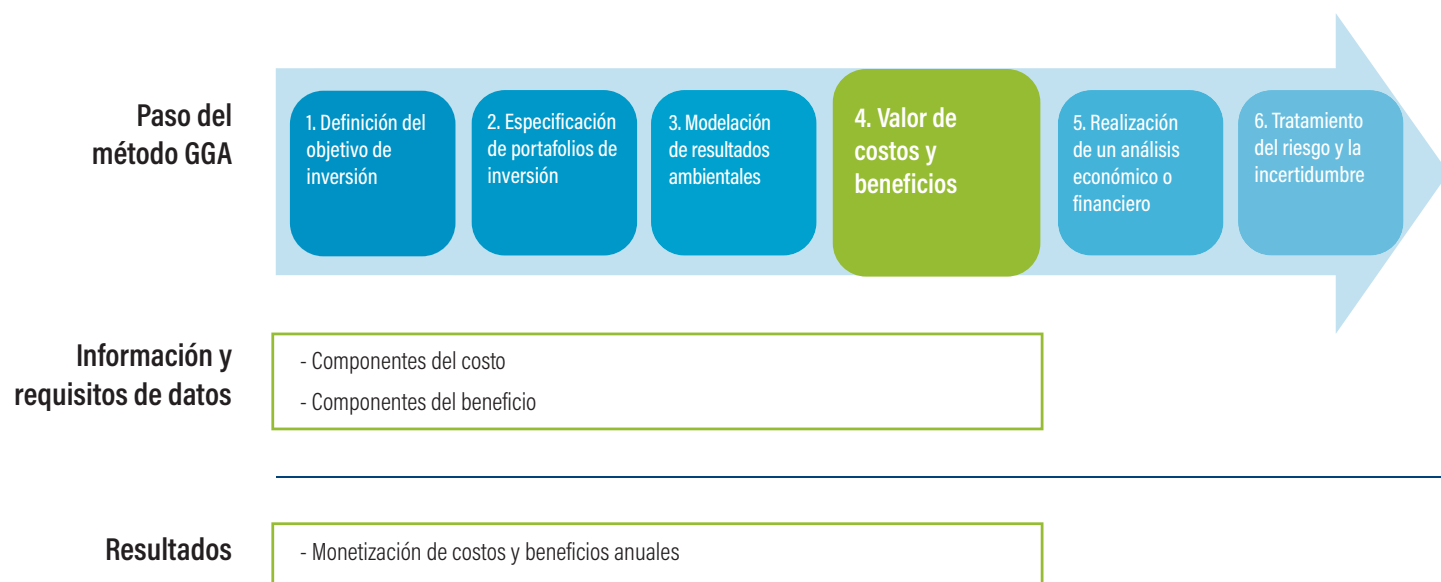 Paso del
método GGA
1. Definición del
objetivo de
inversión
2. Especificación
de portafolios de
inversión
3. Modelación
de resultados
ambientales
4. Valor de
costos y
beneficios
5. Realización
de un análisis
económico o
financiero
6. Tratamiento
del riesgo y la
incertidumbre
Información y
requisitos de datos
- Componentes del costo
- Componentes del beneficio
Resultados
- Monetización de costos y beneficios anuales